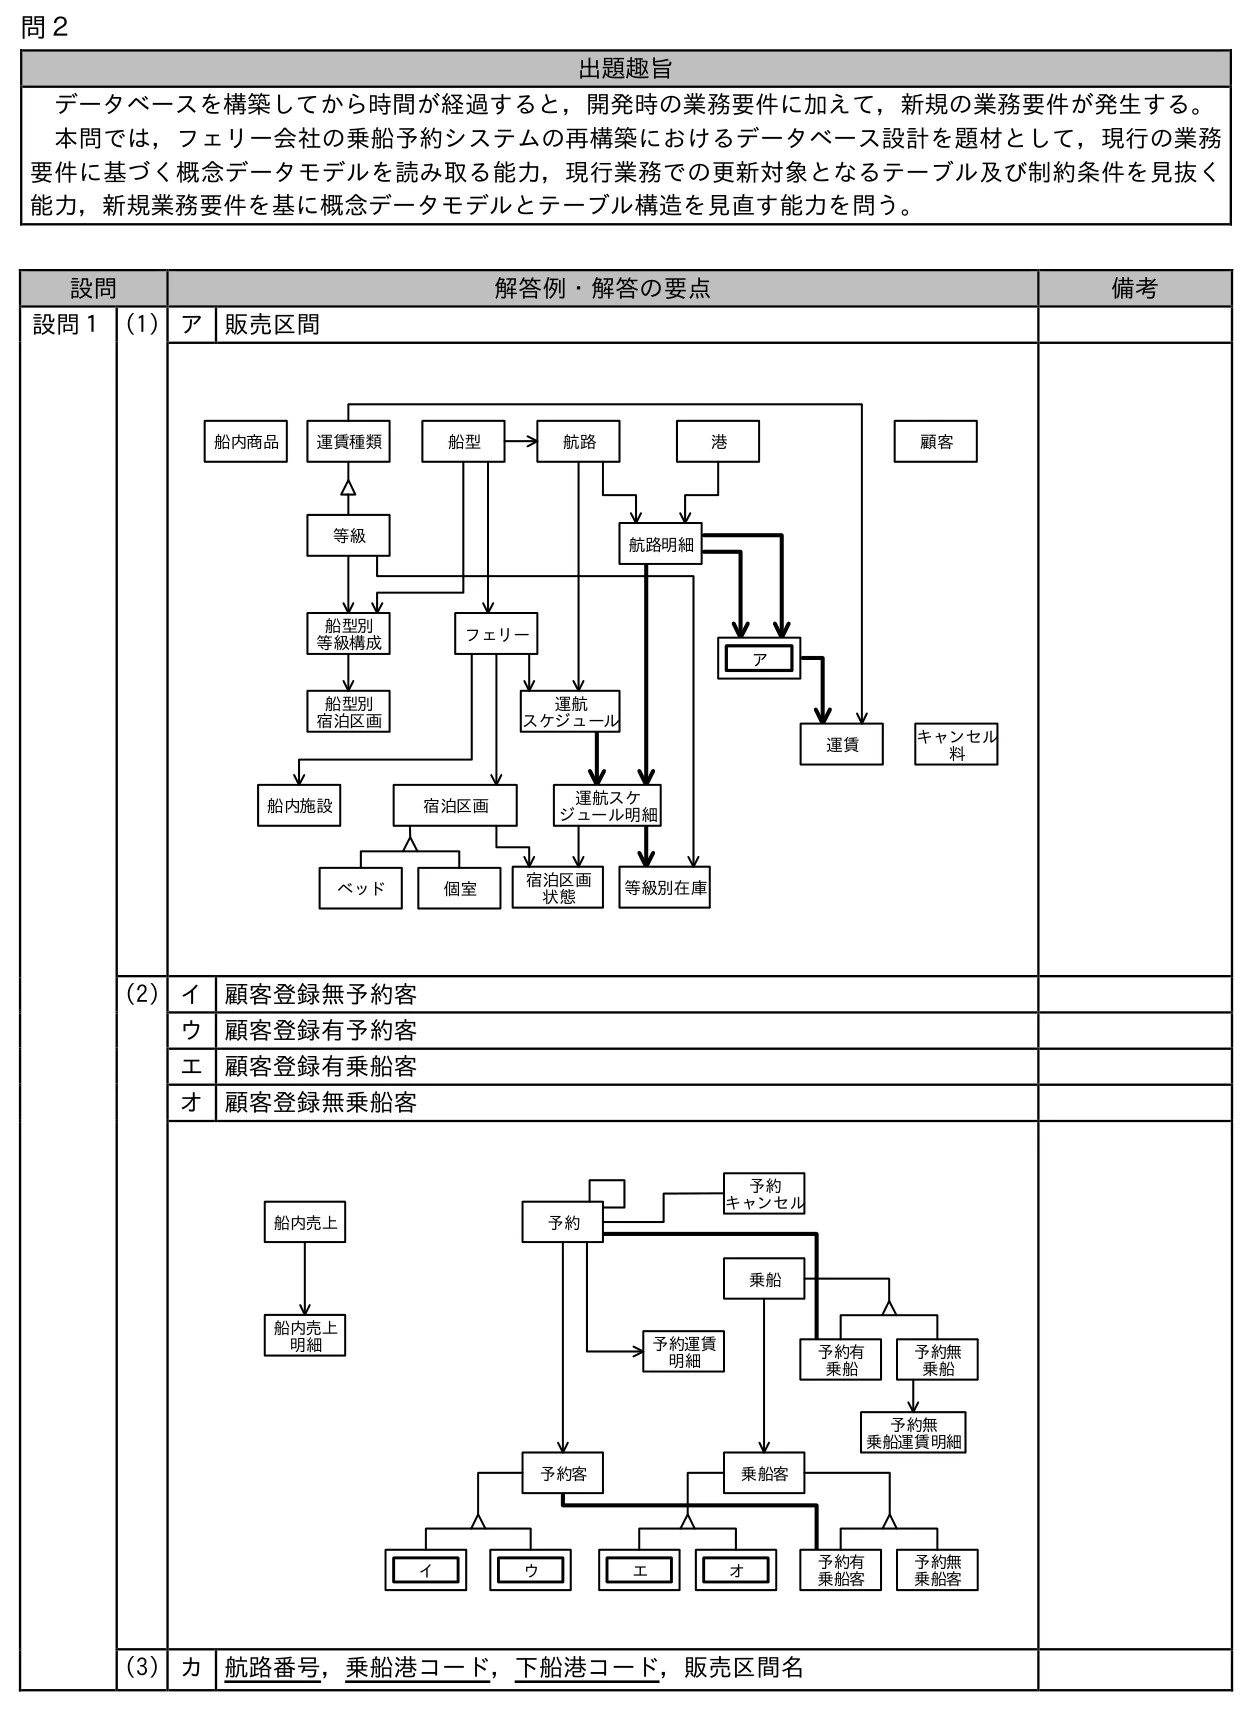 問2
出題趣旨
データベースを構築してから時間が経過すると，開発時の業務要件に加えて，新規の業務要件が発生する。
本問では，フェリー会社の乗船予約システムの再構築におけるデータベース設計を題材として，現行の業務
要件に基づく概念データモデルを読み取る能力，現行業務での更新対象となるテーブル及び制約条件を見抜く
能力，新規業務要件を基に概念データモデルとテーブル構造を見直す能力を問う。
設問 解答例・解答の要点 備考
設問1 (1) ア 販売区間
船内商品 運賃種類 船型 航路 港 顧客
等級 航路明細
船型別
等級構成
フェリー
ア
船型別
宿泊区画
運航
スケジュール
運賃
キャンセル
料
船内施設 宿泊区画
運航スケ
ジュール明細
ベッド 個室
宿泊区画
状態
等級別在庫
(2) イ 顧客登録無予約客
ウ 顧客登録有予約客
エ 顧客登録有乗船客
オ 顧客登録無乗船客
予約
キャンセル
船内売上 予約
乗船
船内売上
明細
予約運賃
明細
予約有
乗船
予約無
乗船
予約無
乗船運賃明細
予約客 乗船客
イ ウ エ オ
予約有
乗船客
予約無
乗船客
(3) カ 航路番号，乗船港コード，下船港コード，販売区間名